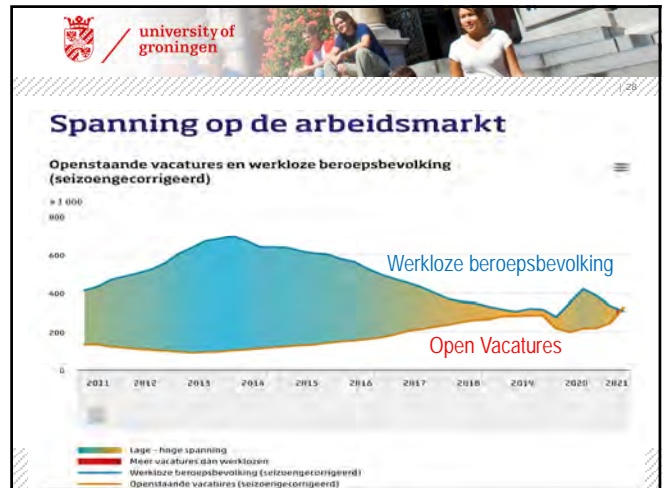 university of
groningen
| 28
Spanning op de arbeidsmarkt
Openstaande vacatures en werkloze beroepsbevolking
(seizoengecorrigeerd)
x 1 000
800
600
Werkloze beroepsbevolking
400
200
Open Vacatures
0
2011 2012 2013 2014 2015 2016 2017 2018 2019 2020 2021
Lage - hoge spanning
Meer vacatures dan werklozen
Werkloze beroepsbevolking (seizoengecorrigeerd)
Openstaande vacatures (seizoengecorrigeerd)